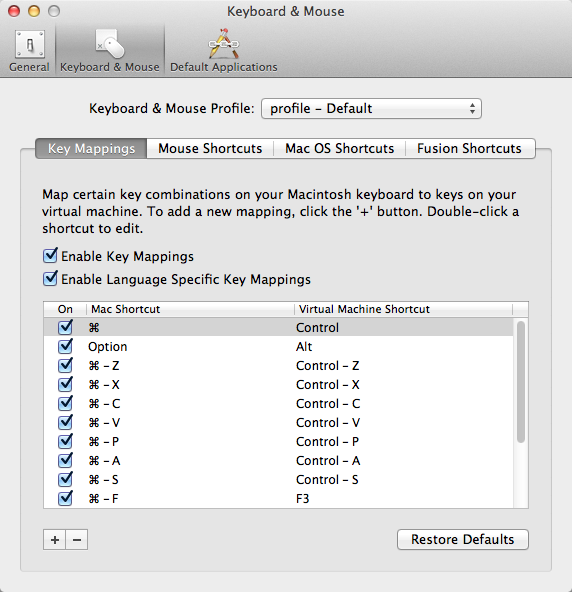 Keyboard & Mouse
General Keyboard & Mouse Default Applications
Keyboard & Mouse Profile: profile – Default
Key Mappings Mouse Shortcuts Mac OS Shortcuts Fusion Shortcuts
Map certain key combinations on your Macintosh keyboard to keys on your
virtual machine. To add a new mapping, click the '+' button. Double-click a
shortcut to edit.
Enable Key Mappings
Enable Language Specific Key Mappings
On Mac Shortcut Virtual Machine Shortcut
⌘ Control
Option Alt
⌘ – Z Control – Z
⌘ – X Control – X
⌘ – C Control – C
⌘ – V Control – V
⌘ – P Control – P
⌘ – A Control – A
⌘ – S Control – S
⌘ – F F3
+ − Restore Defaults